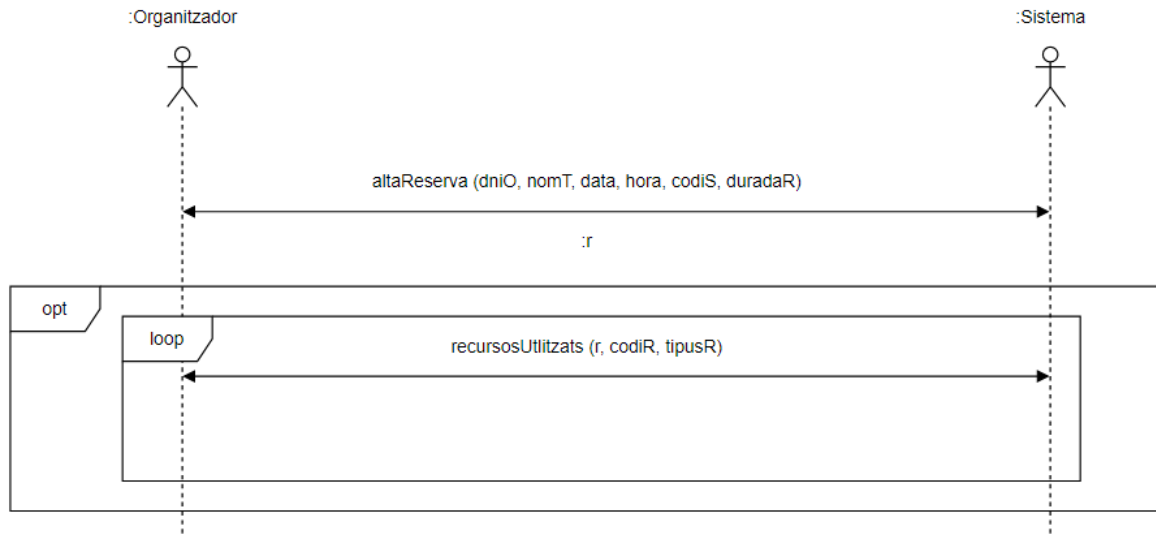 :Organitzador
:Sistema
altaReserva (dniO, nomT, data, hora, codiS, duradaR)
:r
opt
loop
recursosUtlitzats (r, codiR, tipusR)